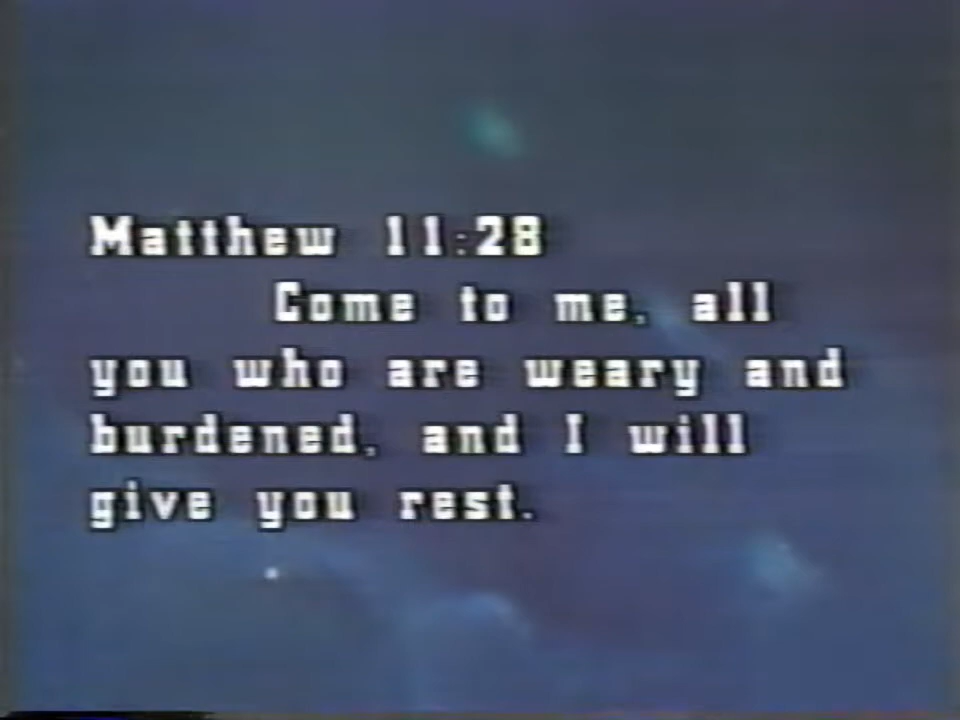 Matthew 11:28
Come to me, all
you who are weary and
burdened, and I will
give you rest.